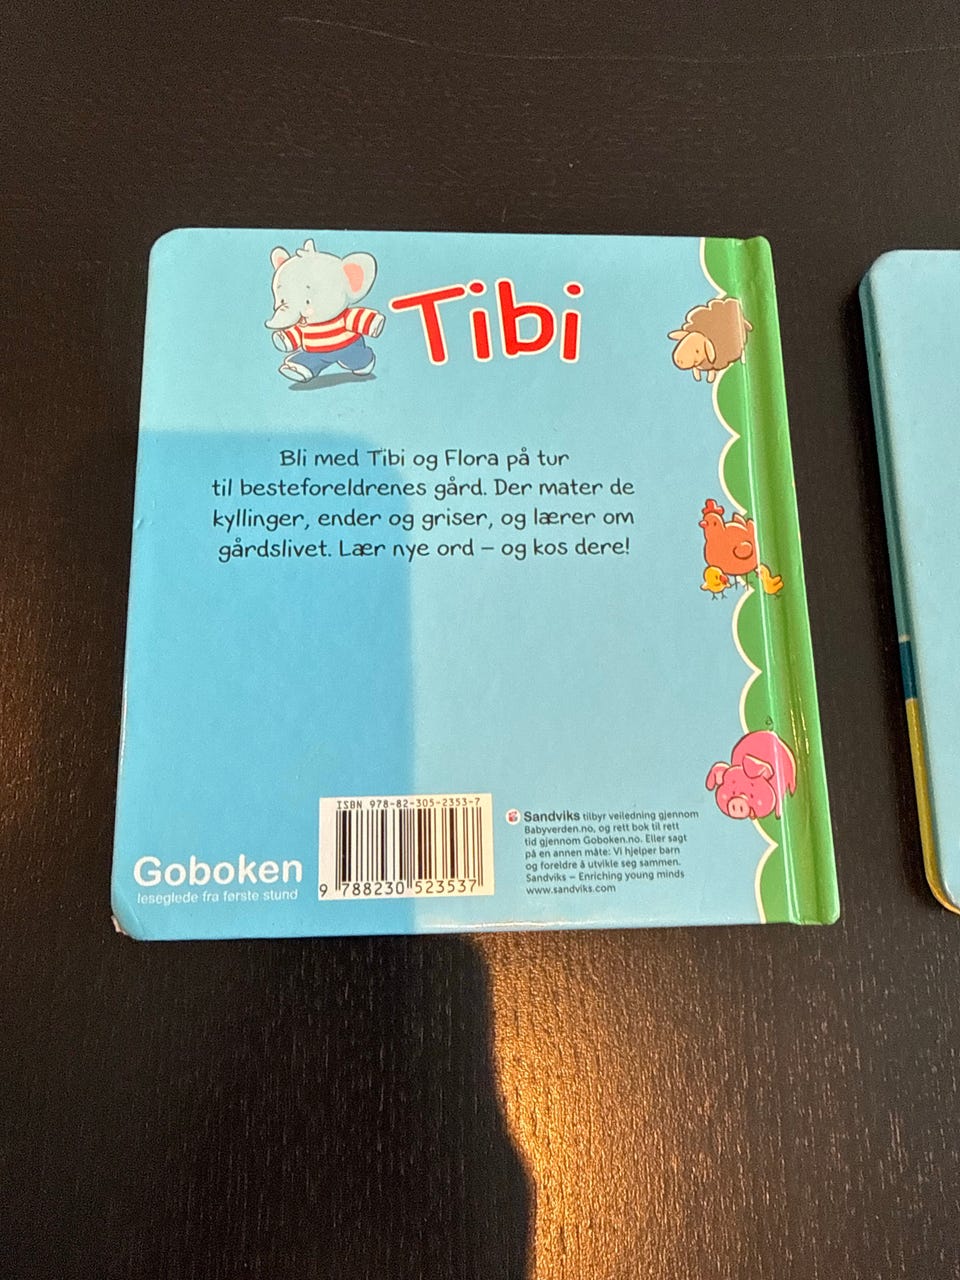 Tibi
Bli med Tibi og Flora på tur
til besteforeldrenes gård. Der mater de
kyllinger, ender og griser, og lærer om
gårdslivet. Lær nye ord – og kos dere!
ISBN 978-82-305-2353-7
9 788230 523537
Goboken
leseglede fra første stund
Sandviks tilbyr veiledning gjennom
Babyverden.no, og rett bok til rett
tid gjennom Goboken.no. Eller sagt
på en annen måte: Vi hjelper barn
og foreldre å utvikle seg sammen.
Sandviks – Enriching young minds
www.sandviks.com